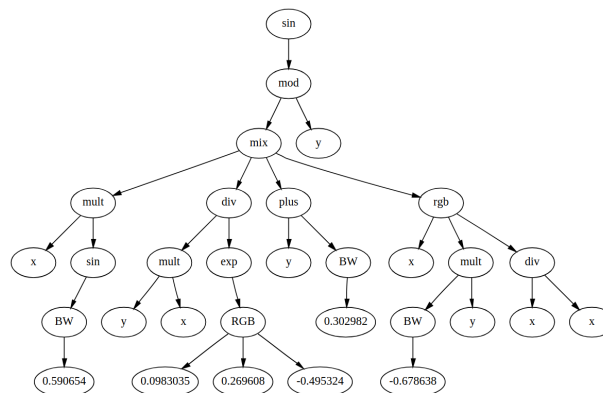 sin
mod
mix y
mult div plus rgb
x sin mult exp y BW x mult div
BW y x RGB 0.302982 BW y x x
0.590654 0.0983035 0.269608 -0.495324 -0.678638